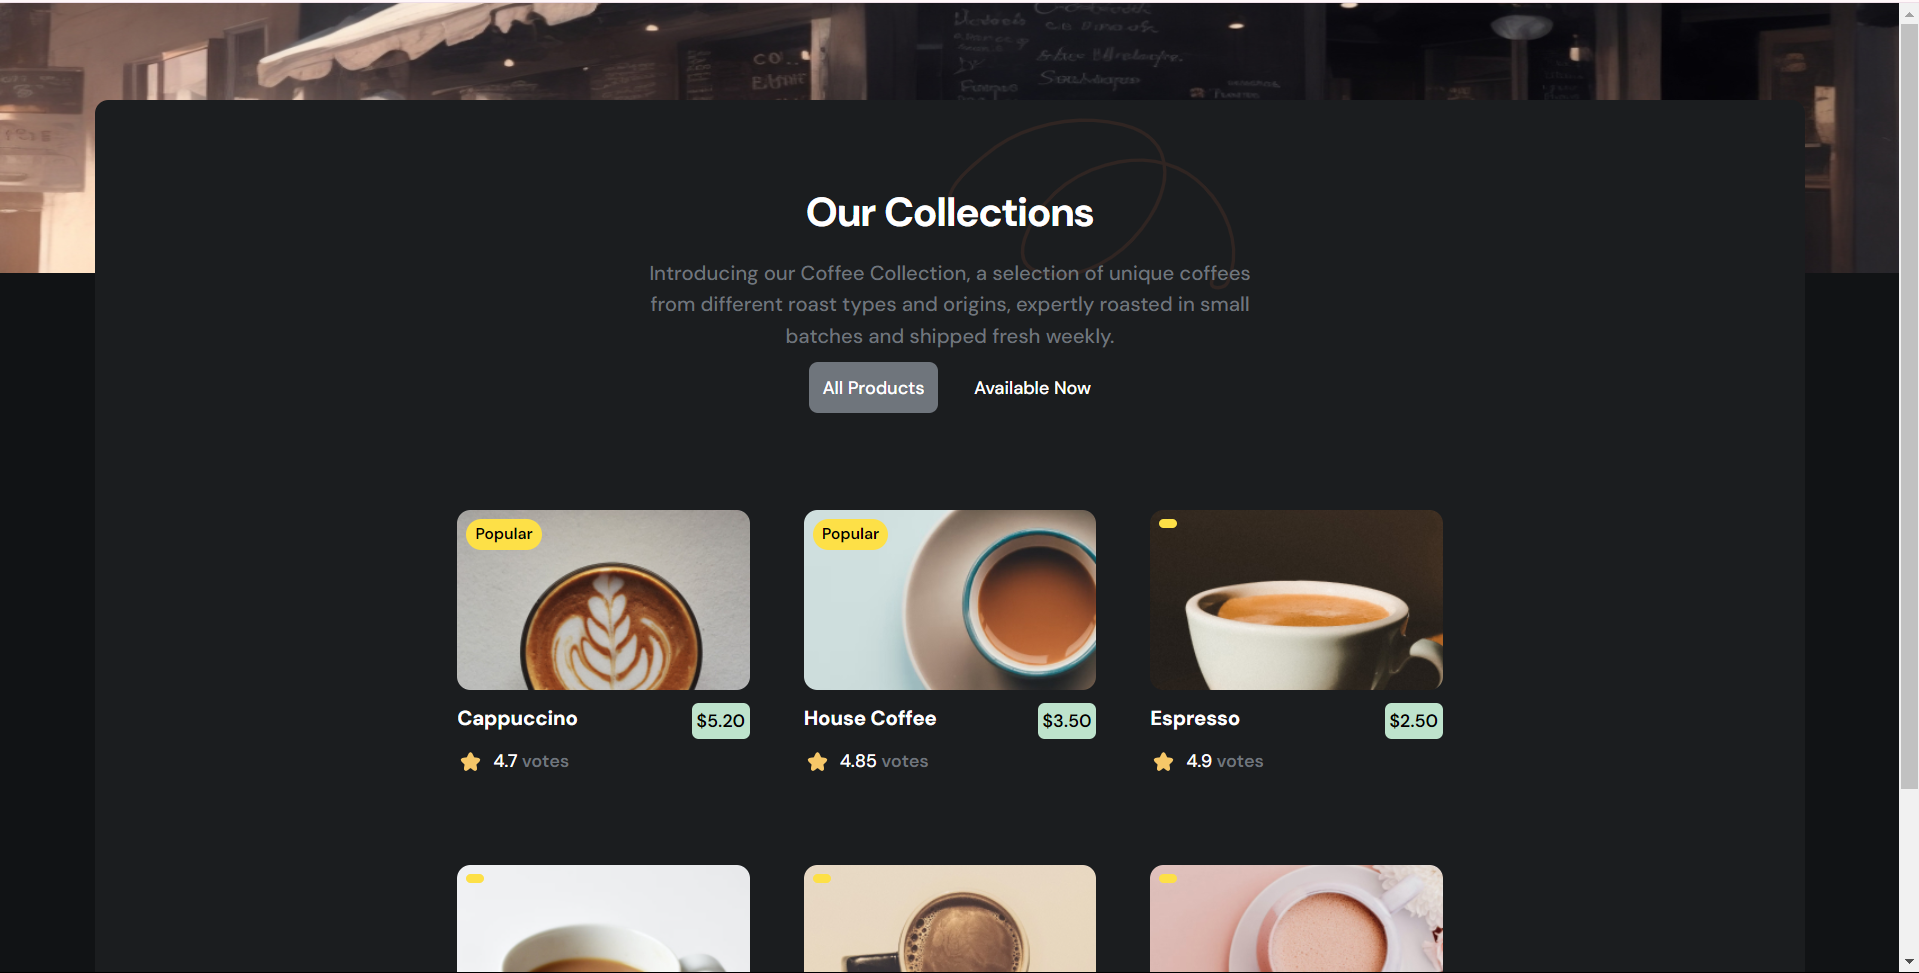 Our Collections
Introducing our Coffee Collection, a selection of unique coffees
from different roast types and origins, expertly roasted in small
batches and shipped fresh weekly.
All Products
Available Now
Popular
Popular
Cappuccino
$5.20
House Coffee
$3.50
Espresso
$2.50
4.7 votes
4.85 votes
4.9 votes